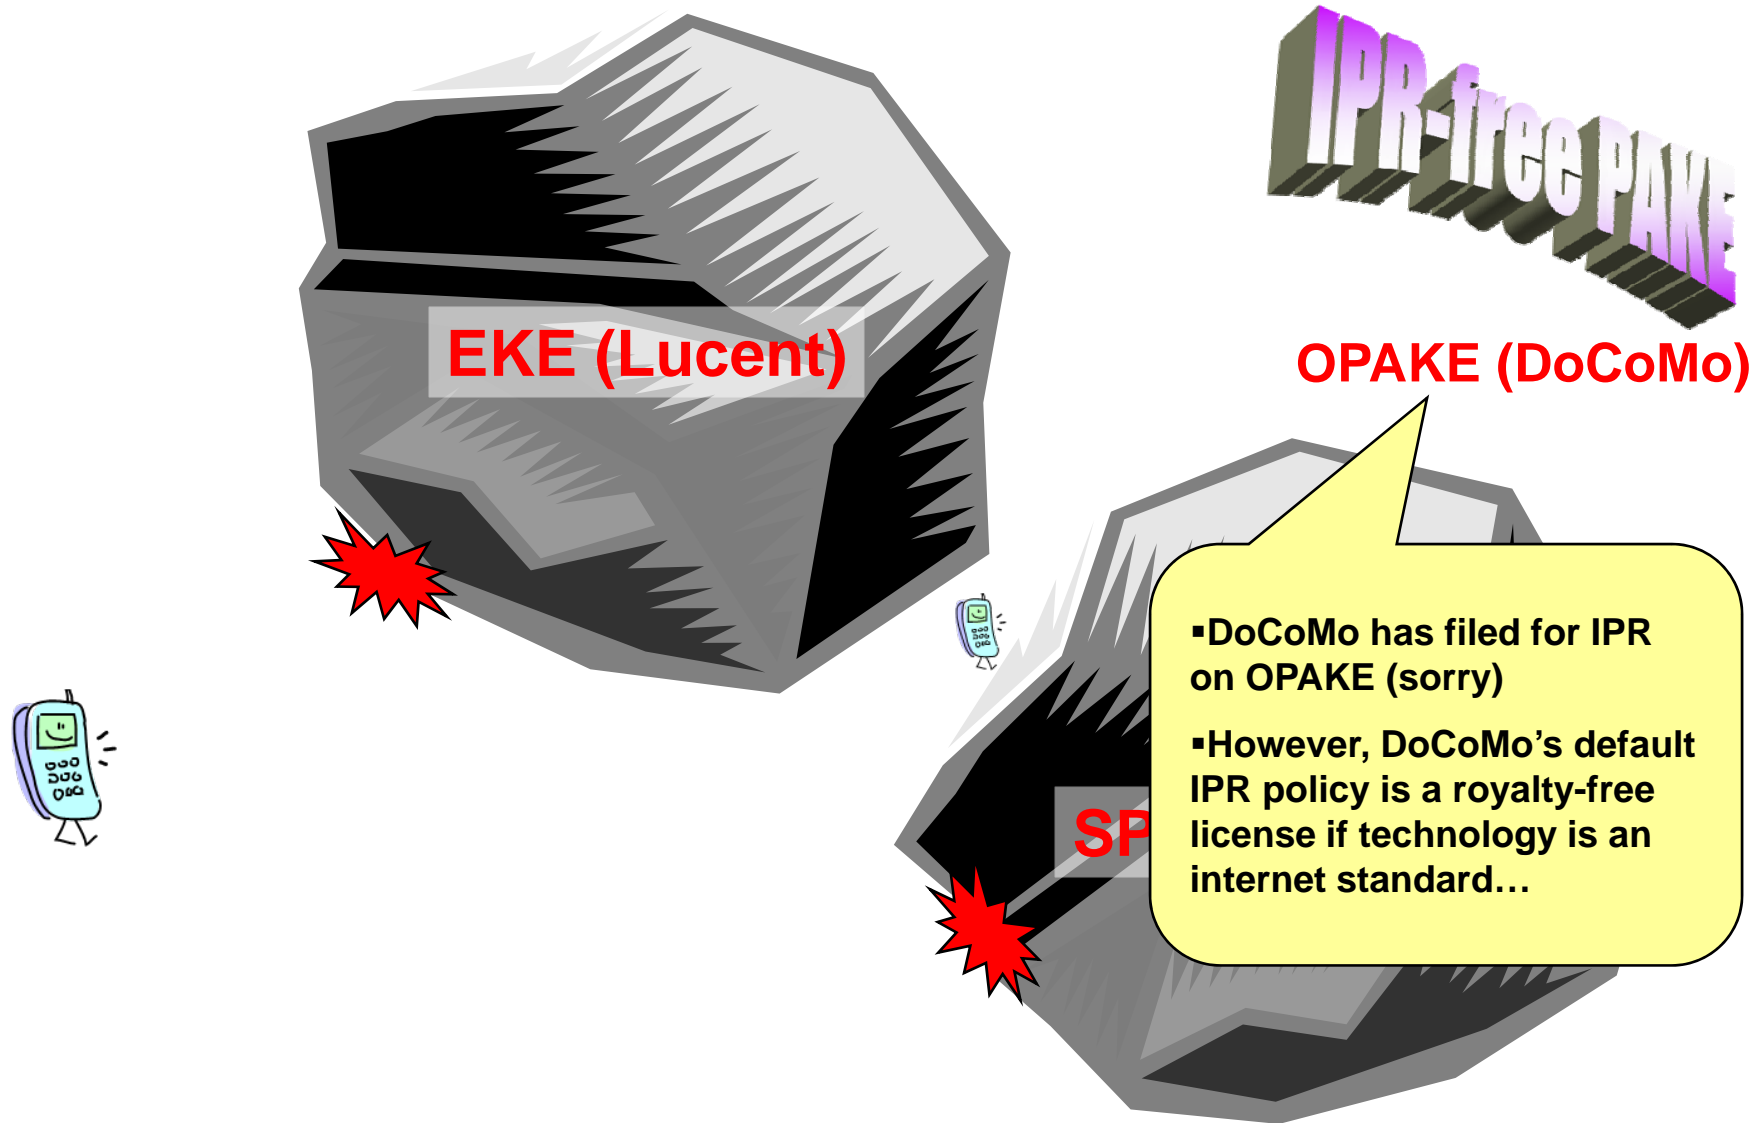 IPR-free PAKE
EKE (Lucent)
OPAKE (DoCoMo)
▪DoCoMo has filed for IPR
on OPAKE (sorry)
▪However, DoCoMo’s default
IPR policy is a royalty-free
license if technology is an
internet standard…
SP